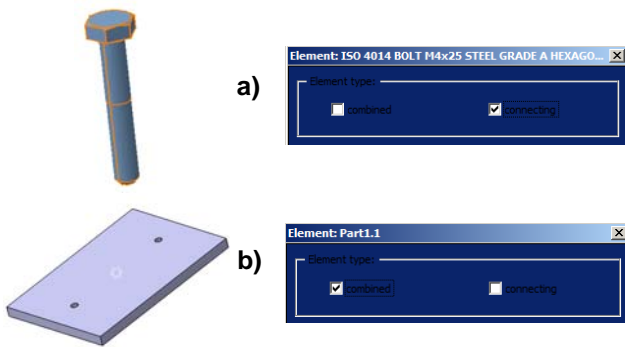 a)
Element: ISO 4014 BOLT M4x25 STEEL GRADE A HEXAGO...
Element type:
combined connecting
b)
Element: Part1.1
Element type:
combined connecting